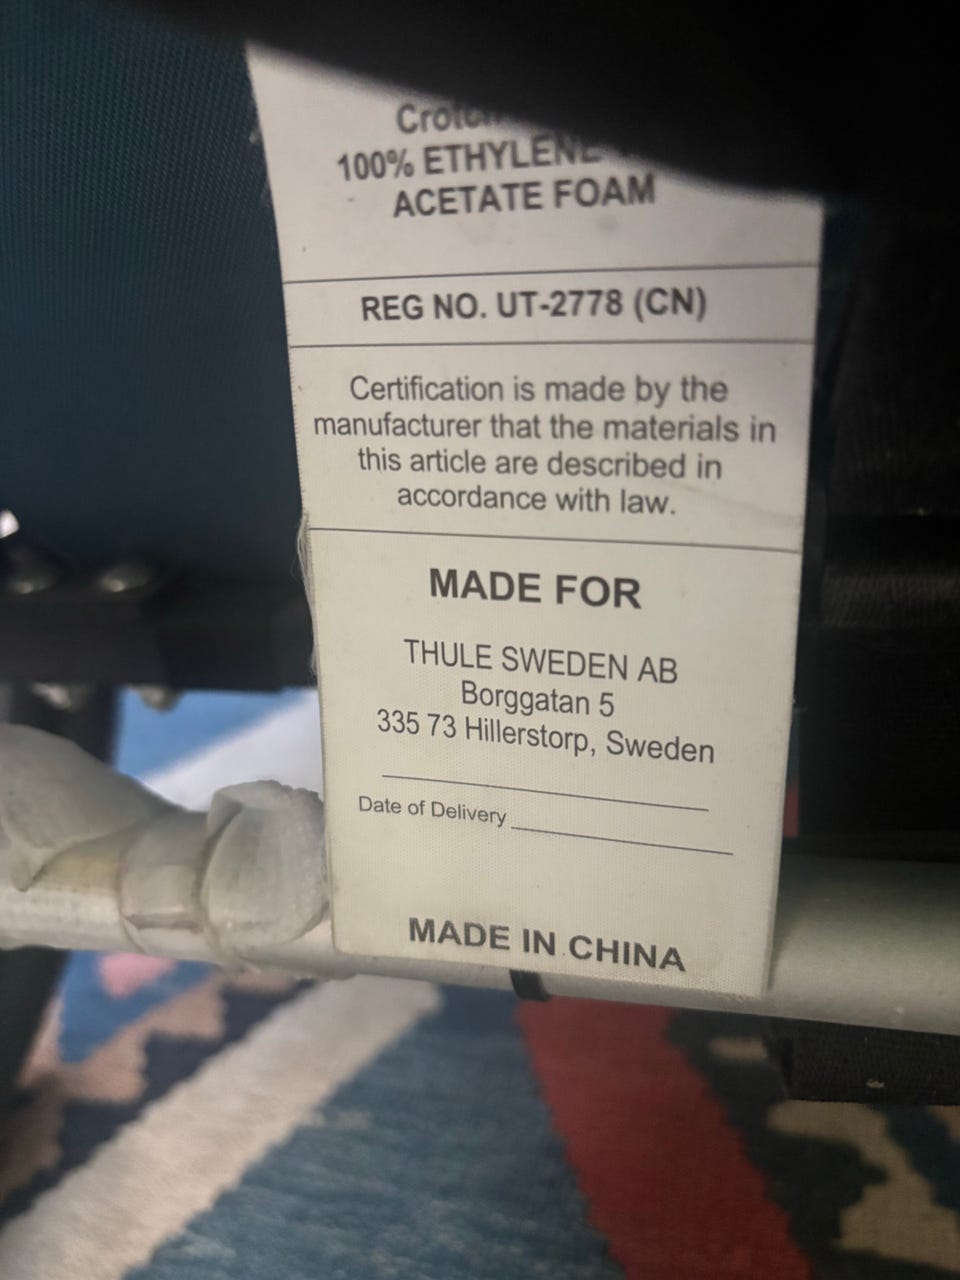 100% ETHYLENE
ACETATE FOAM
REG NO. UT-2778 (CN)
Certification is made by the
manufacturer that the materials in
this article are described in
accordance with law.
MADE FOR
THULE SWEDEN AB
Borggatan 5
335 73 Hillerstorp, Sweden
Date of Delivery
MADE IN CHINA